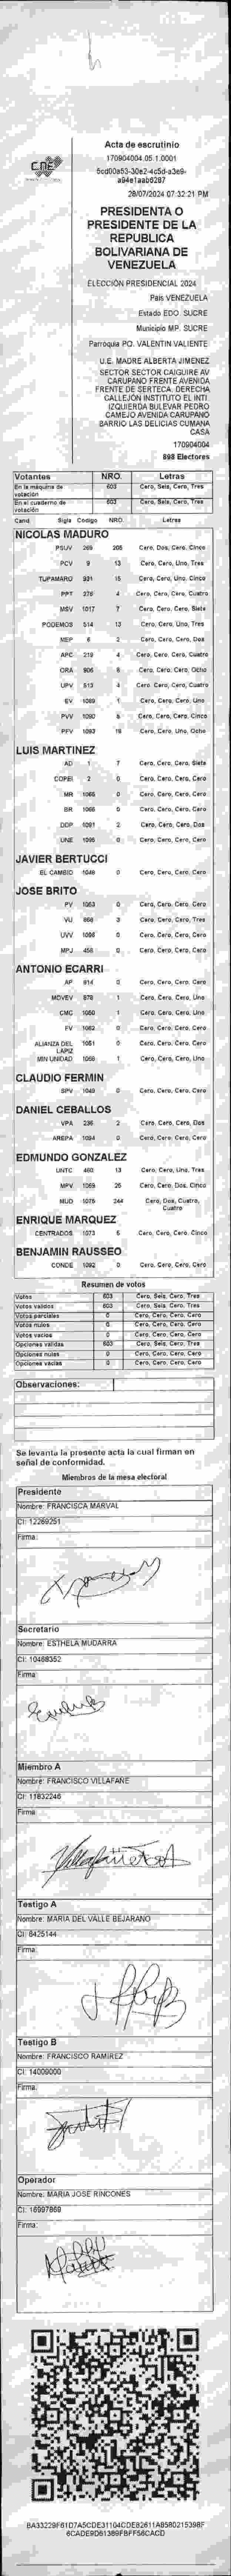 CNE
Acta de escrutinio
170904004.05.1.0001
28/07/2024 07:32:21 PM
PRESIDENTA O
PRESIDENTE DE LA
REPUBLICA
BOLIVARIANA DE
VENEZUELA
ELECCIÓN PRESIDENCIAL 2024
País VENEZUELA
Estado EDO. SUCRE
Municipio MP. SUCRE
Parroquia PQ. VALENTIN VALIENTE
U.E. MADRE ALBERTA JIMENEZ
SECTOR SECTOR CAIGUIRE AV
CARUPANO FRENTE AVENIDA
FRENTE DE SERTECA. DERECHA
CALLEJÓN INSTITUTO EL INTI.
IZQUIERDA BULEVAR PEDRO
CAMEJO AVENIDA CARUPANO
BARRIO LAS DELICIAS CUMANA
CASA
170904004
898 Electores
Votantes NRO. Letras
En la máquina de votación 603 Cero, Seis, Cero, Tres
En el cuaderno de votación 603 Cero, Seis, Cero, Tres
Cand Sigla Código NRO. Letras
NICOLAS MADURO
PSUV 269 205 Cero, Dos, Cero, Cinco
PCV 9 13 Cero, Cero, Uno, Tres
TUPAMARO 931 15 Cero, Cero, Uno, Cinco
PPT 276 4 Cero, Cero, Cero, Cuatro
MSV 1017 7 Cero, Cero, Cero, Siete
PODEMOS 514 13 Cero, Cero, Uno, Tres
MEP 6 2 Cero, Cero, Cero, Dos
APC 219 4 Cero, Cero, Cero, Cuatro
ORA 906 8 Cero, Cero, Cero, Ocho
UPV 513 4 Cero, Cero, Cero, Cuatro
EV 1089 1 Cero, Cero, Cero, Uno
PVV 1090 5 Cero, Cero, Cero, Cinco
PFV 1093 18 Cero, Cero, Uno, Ocho
LUIS MARTINEZ
AD 1 7 Cero, Cero, Cero, Siete
COPEI 2 0 Cero, Cero, Cero, Cero
MR 1065 0 Cero, Cero, Cero, Cero
BR 1066 0 Cero, Cero, Cero, Cero
DDP 1091 2 Cero, Cero, Cero, Dos
UNE 1095 0 Cero, Cero, Cero, Cero
JAVIER BERTUCCI
EL CAMBIO 1048 0 Cero, Cero, Cero, Cero
JOSE BRITO
PV 1053 0 Cero, Cero, Cero, Cero
VU 868 3 Cero, Cero, Cero, Tres
UVV 1096 0 Cero, Cero, Cero, Cero
MPJ 458 0 Cero, Cero, Cero, Cero
ANTONIO ECARRI
AP 814 0 Cero, Cero, Cero, Cero
MOVEV 878 1 Cero, Cero, Cero, Uno
CMC 1050 1 Cero, Cero, Cero, Uno
FV 1062 0 Cero, Cero, Cero, Cero
ALIANZA DEL LAPIZ 1051 0 Cero, Cero, Cero, Cero
MIN UNIDAD 1068 1 Cero, Cero, Cero, Uno
CLAUDIO FERMIN
SPV 1049 0 Cero, Cero, Cero, Cero
DANIEL CEBALLOS
VPA 236 2 Cero, Cero, Cero, Dos
AREPA 1094 0 Cero, Cero, Cero, Cero
EDMUNDO GONZALEZ
UNTC 460 13 Cero, Cero, Uno, Tres
MPV 1069 25 Cero, Cero, Dos, Cinco
MUD 1075 244 Cero, Dos, Cuatro, Cuatro
ENRIQUE MARQUEZ
CENTRADOS 1073 5 Cero, Cero, Cero, Cinco
BENJAMIN RAUSSEO
CONDE 1092 0 Cero, Cero, Cero, Cero
Resumen de votos
Votos 603 Cero, Seis, Cero, Tres
Votos validos 603 Cero, Seis, Cero, Tres
Votos parciales 0 Cero, Cero, Cero, Cero
Votos nulos 0 Cero, Cero, Cero, Cero
Votos vacios 0 Cero, Cero, Cero, Cero
Opciones validas 603 Cero, Seis, Cero, Tres
Opciones nulas 0 Cero, Cero, Cero, Cero
Opciones vacias 0 Cero, Cero, Cero, Cero
Observaciones:
Se levanta la presente acta la cual firman en
señal de conformidad.
Miembros de la mesa electoral
Presidente
Nombre: FRANCISCA MARVAL
CI: 12269251
Firma:
Secretario
Nombre: ESTHELA MUDARRA
CI: 10468352
Firma:
Miembro A
Nombre: FRANCISCO VILLAFAÑE
CI: 11832246
Firma:
Testigo A
Nombre: MARIA DEL VALLE BEJARANO
CI: 8425144
Firma:
Testigo B
Nombre: FRANCISCO RAMIREZ
CI: 14009000
Firma:
Operador
Nombre: MARIA JOSE RINCONES
CI: 16997869
Firma: